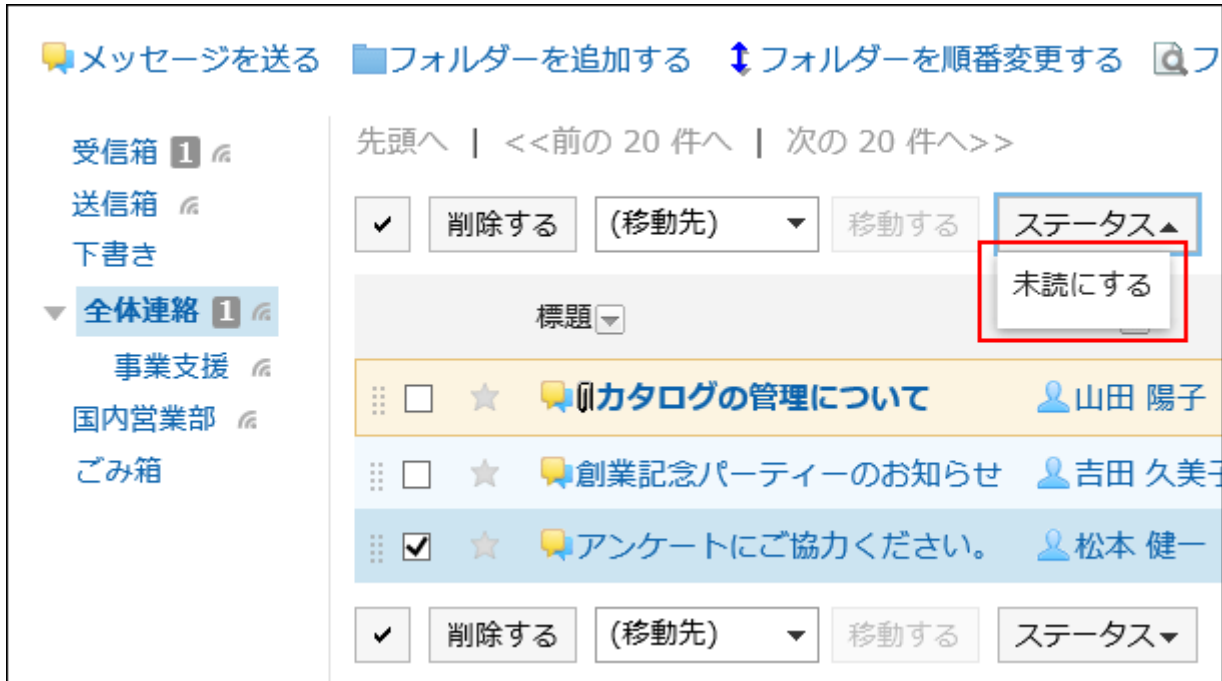 メッセージを送る フォルダーを追加する フォルダーを順番変更する フ
受信箱 1
送信箱
下書き
全体連絡 1
事業支援
国内営業部
ごみ箱
先頭へ | <<前の 20 件へ | 次の 20 件へ>>
削除する (移動先) 移動する ステータス
未読にする
標題
カタログの管理について 山田 陽子
創業記念パーティーのお知らせ 吉田 久美子
アンケートにご協力ください。 松本 健一
削除する (移動先) 移動する ステータス